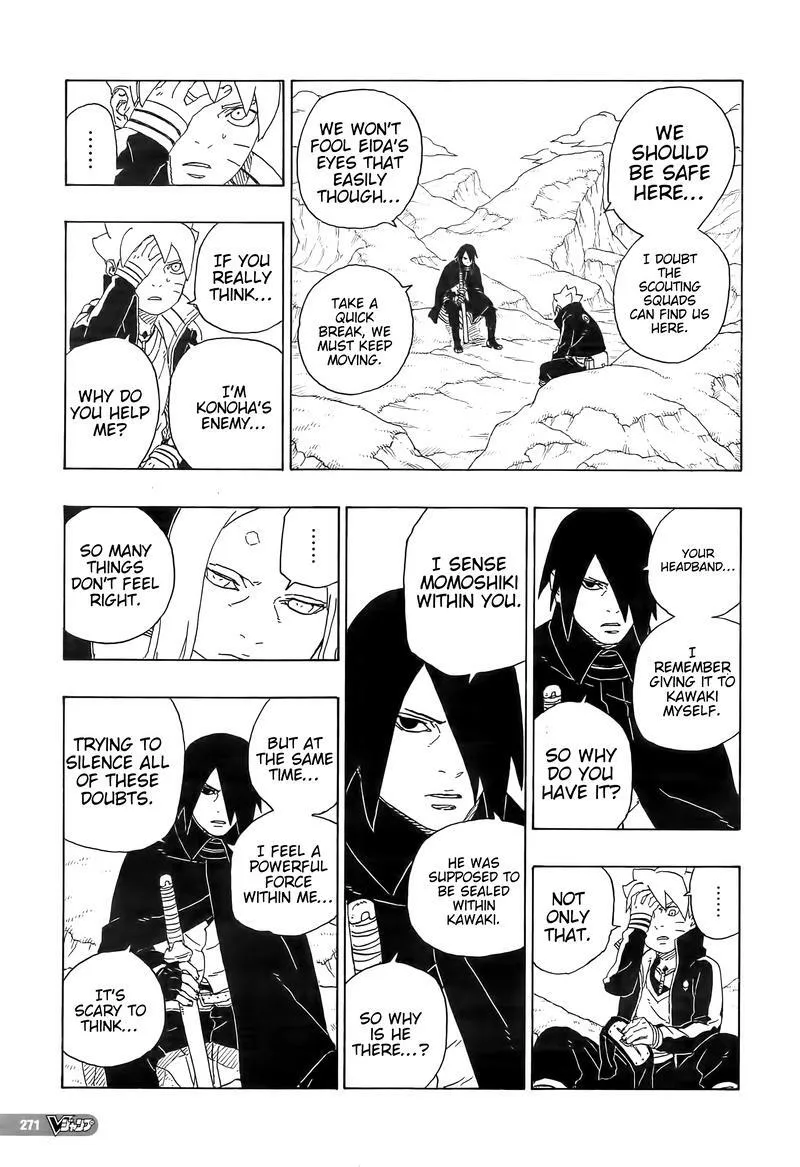 WE
SHOULD
BE SAFE
HERE...
I DOUBT
THE
SCOUTING
SQUADS
CAN FIND US
HERE.
WE WON'T
FOOL EIDA'S
EYES THAT
EASILY
THOUGH...
TAKE A
QUICK
BREAK, WE
MUST KEEP
MOVING.
......
IF YOU
REALLY
THINK...
I'M
KONOHA'S
ENEMY...
WHY DO
YOU HELP
ME?
YOUR
HEADBAND...
I
REMEMBER
GIVING IT TO
KAWAKI
MYSELF.
SO WHY
DO YOU
HAVE IT?
......
NOT
ONLY
THAT.
I SENSE
MOMOSHIKI
WITHIN YOU.
HE WAS
SUPPOSED TO
BE SEALED
WITHIN
KAWAKI.
SO WHY
IS HE
THERE...?
......
SO MANY
THINGS
DON'T FEEL
RIGHT.
BUT AT
THE SAME
TIME...
I FEEL A
POWERFUL
FORCE
WITHIN ME...
TRYING TO
SILENCE ALL
OF THESE
DOUBTS.
IT'S
SCARY TO
THINK...
271 Vジャンプ